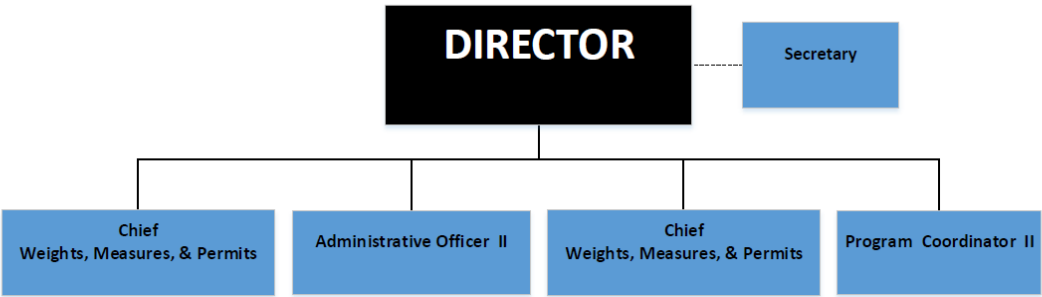 DIRECTOR
Secretary
Chief
Weights, Measures, & Permits
Administrative Officer II
Chief
Weights, Measures, & Permits
Program Coordinator II